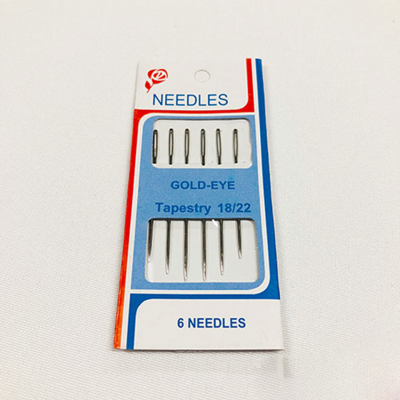 NEEDLES
GOLD-EYE
Tapestry 18/22
6 NEEDLES